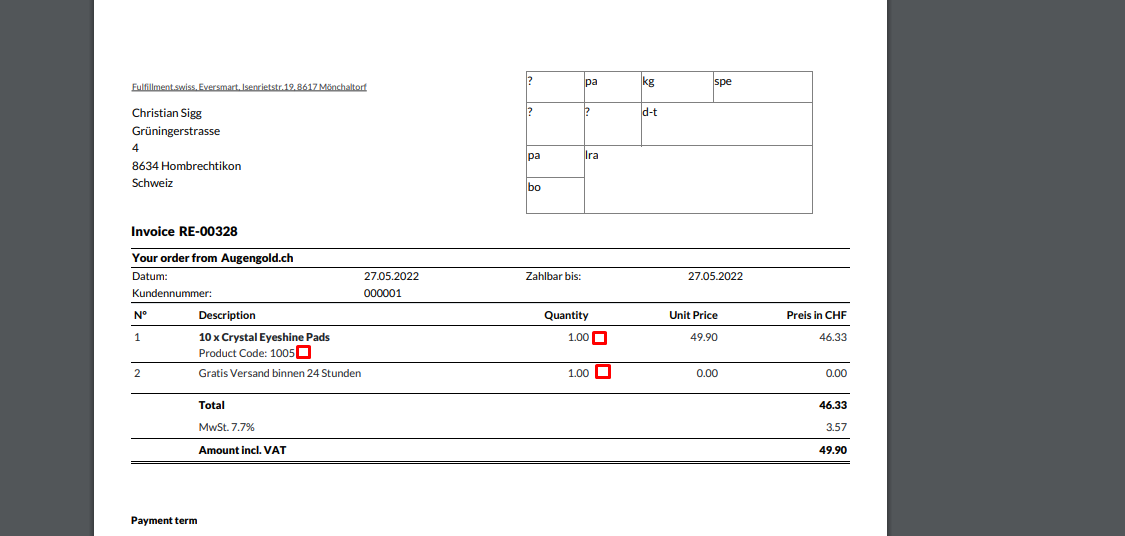 Fulfillment.swiss, Eversmart, Isenrietstr.19, 8617 Mönchaltorf
Christian Sigg
Grüningerstrasse
4
8634 Hombrechtikon
Schweiz
? pa kg spe
? ? d-t
pa lra
bo
Invoice RE-00328
Your order from Augengold.ch
Datum: 27.05.2022 Zahlbar bis: 27.05.2022
Kundennummer: 000001
N° Description Quantity Unit Price Preis in CHF
1 10 x Crystal Eyeshine Pads 1.00 49.90 46.33
Product Code: 1005
2 Gratis Versand binnen 24 Stunden 1.00 0.00 0.00
Total 46.33
MwSt. 7.7% 3.57
Amount incl. VAT 49.90
Payment term